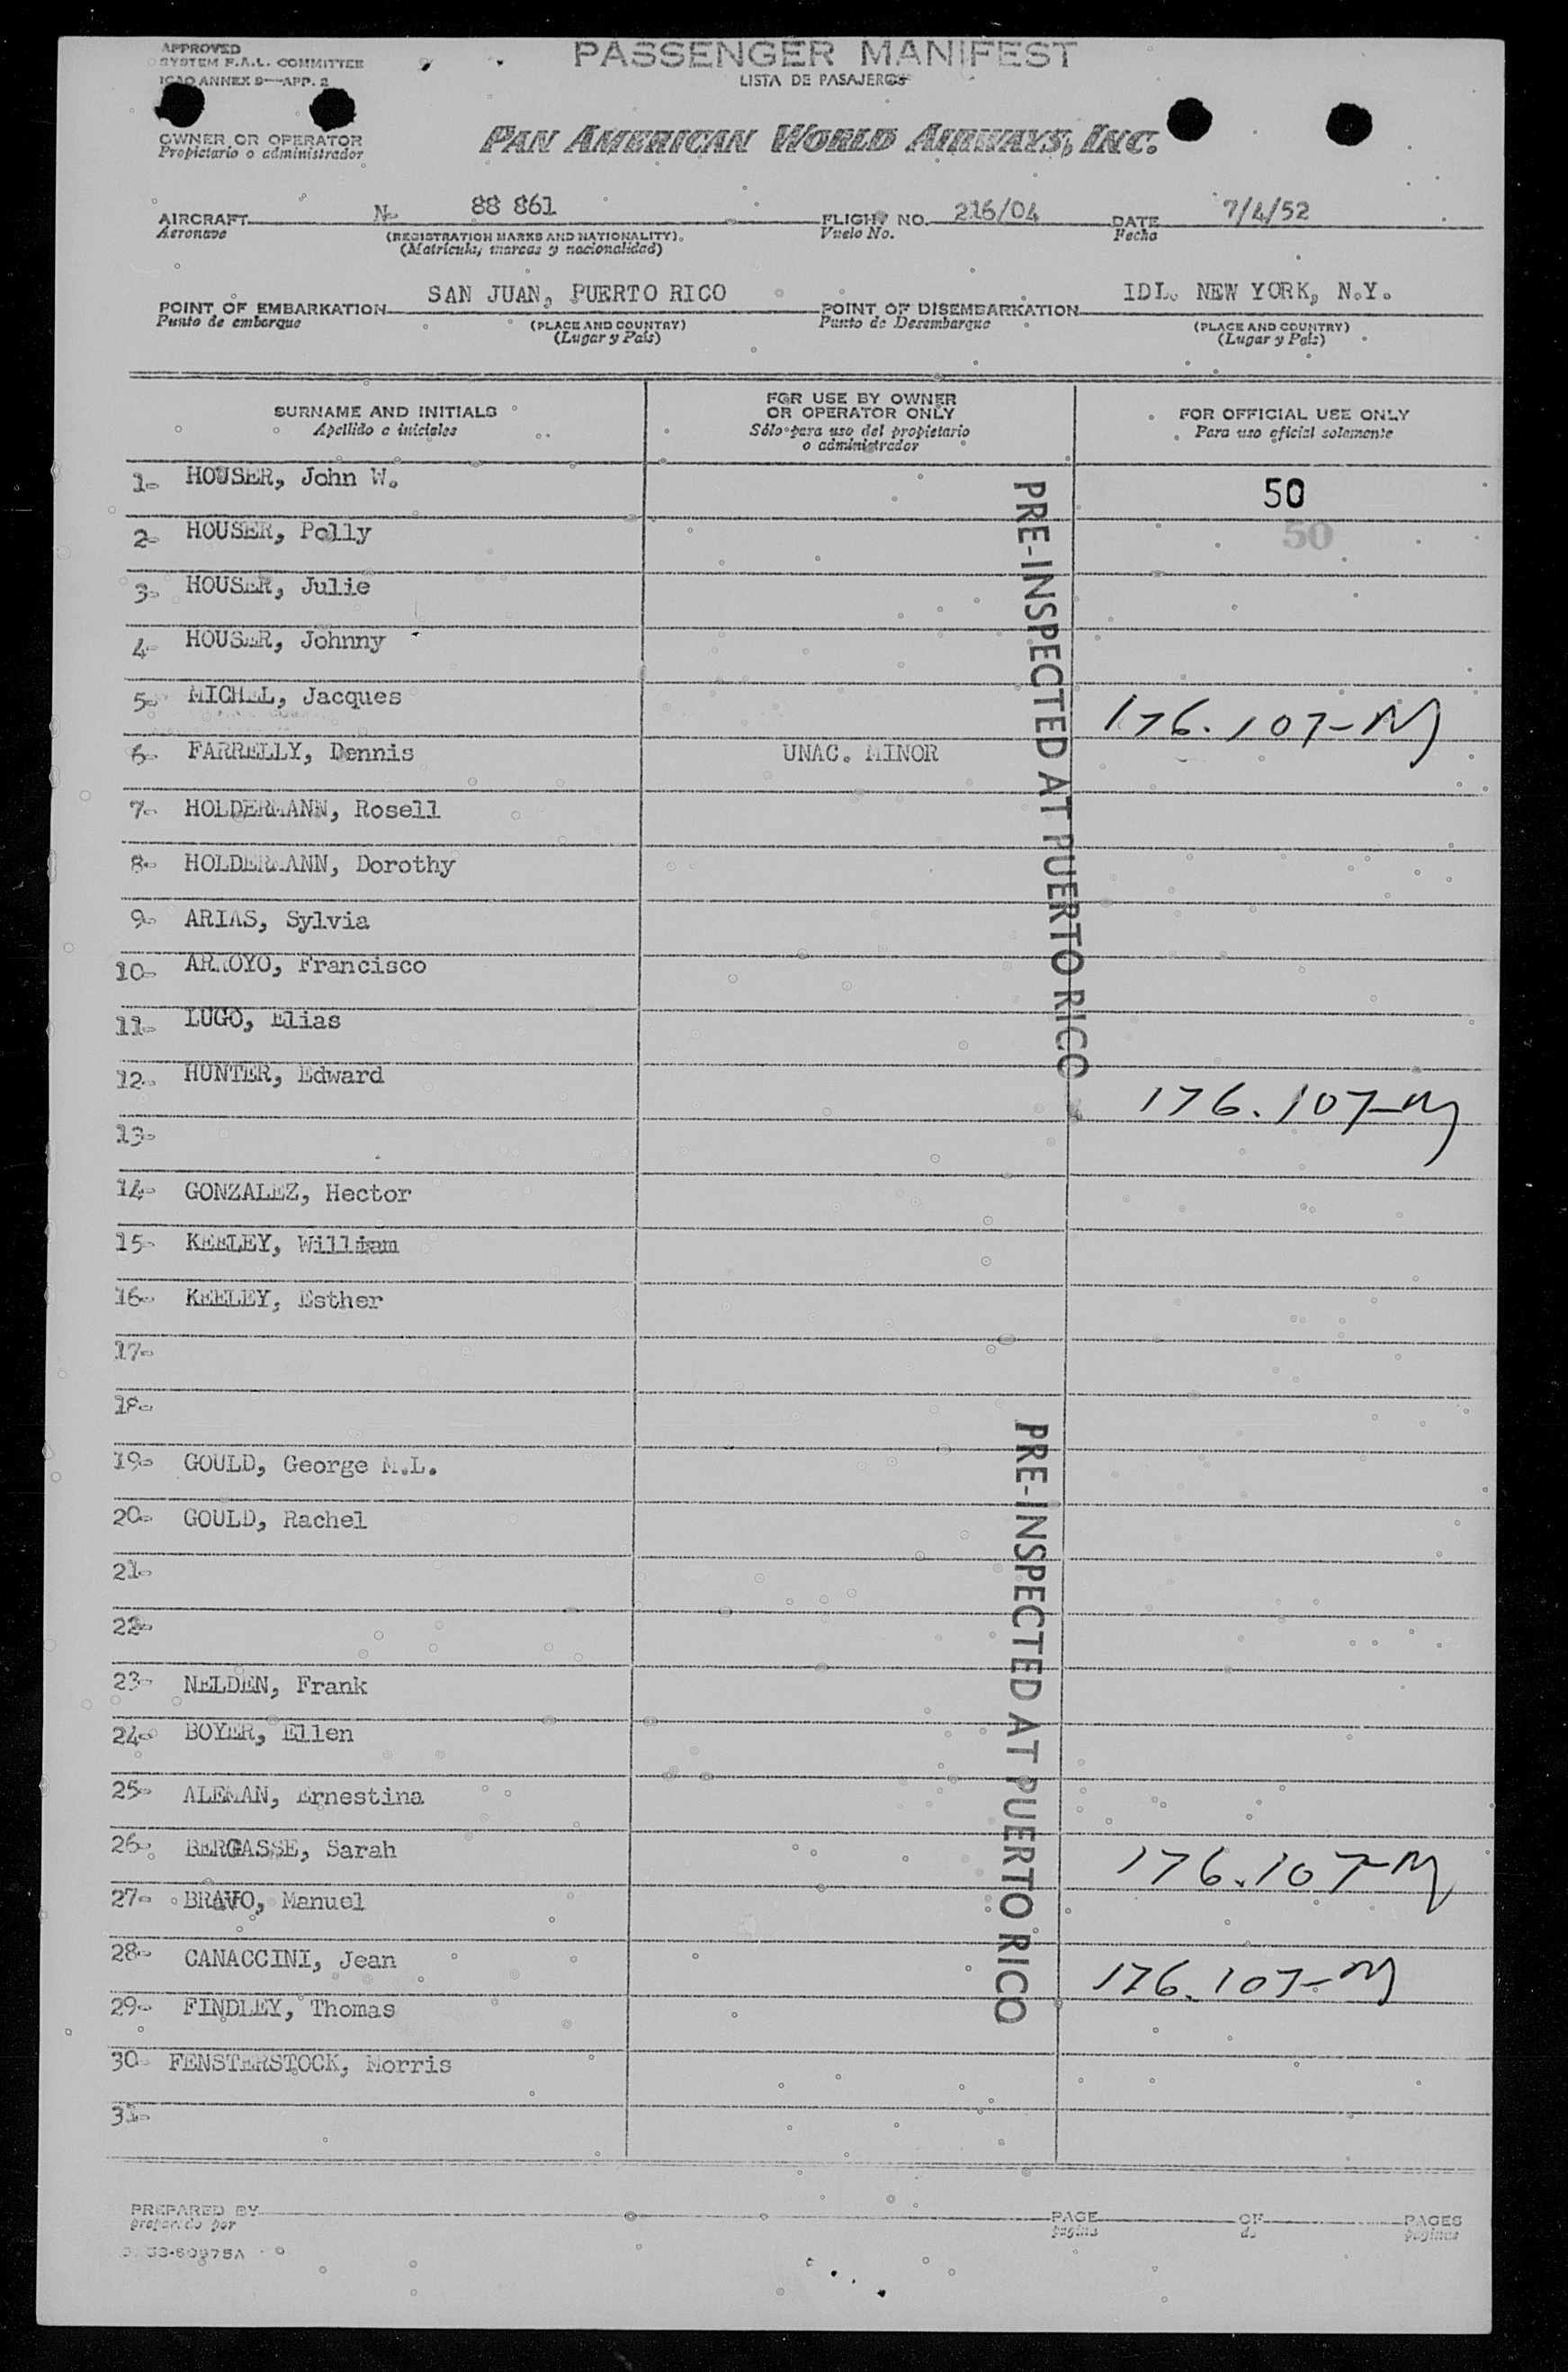 APPROVED
SYSTEM F.A.L. COMMITTEE
ICAO ANNEX 9—APP. 2
PASSENGER MANIFEST
LISTA DE PASAJEROS
OWNER OR OPERATOR
Propietario o administrador
PAN AMERICAN WORLD AIRWAYS, INC.
AIRCRAFT N- 88 861 FLIGHT NO. 216/04 DATE 7/4/52
Aeronave (REGISTRATION MARKS AND NATIONALITY). Vuelo No. Fecha
(Matricula, marcas y nacionalidad)
POINT OF EMBARKATION SAN JUAN, PUERTO RICO POINT OF DISEMBARKATION IDL. NEW YORK, N.Y.
Punto de embarque (PLACE AND COUNTRY) Punto de Desembarque (PLACE AND COUNTRY)
(Lugar y País) (Lugar y País)
SURNAME AND INITIALS
Apellido e iniciales
FOR USE BY OWNER
OR OPERATOR ONLY
Sólo para uso del propietario
o administrador
FOR OFFICIAL USE ONLY
Para uso oficial solamente
1- HOUSER, John W. 50
2- HOUSER, Polly 50
3- HOUSER, Julie
4- HOUSER, Johnny
5- MICHEL, Jacques 176.107-M
6- FARRELLY, Dennis UNAC. MINOR
7- HOLDERMANN, Rosell
8- HOLDERMANN, Dorothy
9- ARIAS, Sylvia
10- ARROYO, Francisco
11- LUGO, Elias
12- HUNTER, Edward 176.107-M
13-
14- GONZALEZ, Hector
15- KEELEY, William
16- KEELEY, Esther
17-
18-
19- GOULD, George M.L.
20- GOULD, Rachel
21-
22-
23- NELDEN, Frank
24- BOYER, Ellen
25- ALEMAN, Ernestina
26- BERGASSE, Sarah 176.107-M
27- BRAVO, Manuel
28- CANACCINI, Jean 176.107-M
29- FINDLEY, Thomas
30- FENSTERSTOCK, Morris
31-
PRE-INSPECTED AT PUERTO RICO
PRE-INSPECTED AT PUERTO RICO
PREPARED BY PAGE OF PAGES
preparado por pagina de paginas